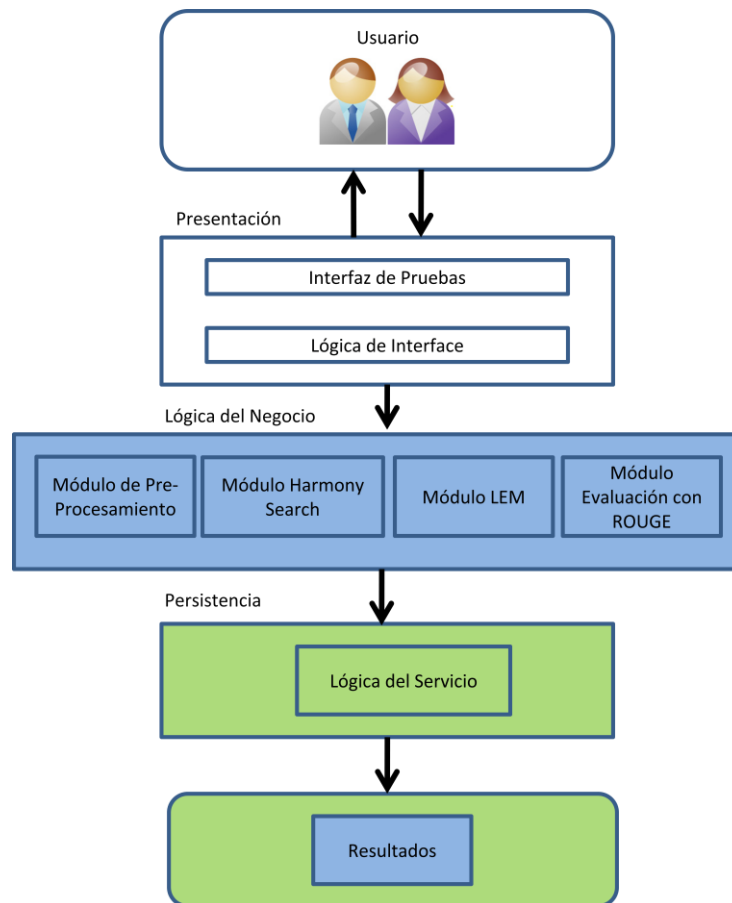 Usuario
Presentación
Interfaz de Pruebas
Lógica de Interface
Lógica del Negocio
Módulo de Pre-
Procesamiento
Módulo Harmony
Search
Módulo LEM
Módulo
Evaluación con
ROUGE
Persistencia
Lógica del Servicio
Resultados